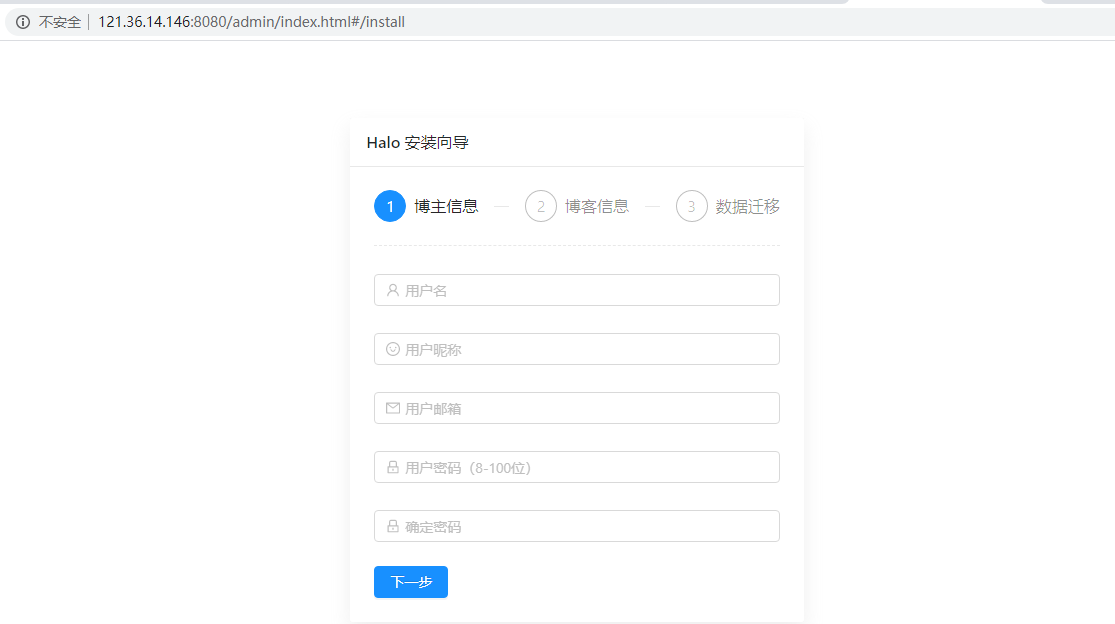 不安全 121.36.14.146:8080/admin/index.html#/install
Halo 安装向导
1 博主信息 2 博客信息 3 数据迁移
用户名
用户昵称
用户邮箱
用户密码（8-100位）
确定密码
下一步